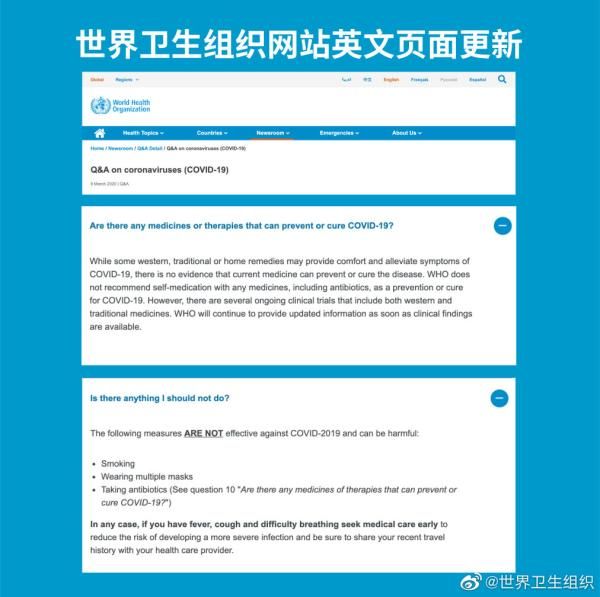 世界卫生组织网站英文页面更新
Global Regions العربية 中文 English Français Русский Español
World Health
Organization
Health Topics Countries Newsroom Emergencies About Us
Home / Newsroom / Q&A Detail / Q&A on coronaviruses (COVID-19)
Q&A on coronaviruses (COVID-19)
9 March 2020 | Q&A
Are there any medicines or therapies that can prevent or cure COVID-19?
While some western, traditional or home remedies may provide comfort and alleviate symptoms of
COVID-19, there is no evidence that current medicine can prevent or cure the disease. WHO does
not recommend self-medication with any medicines, including antibiotics, as a prevention or cure
for COVID-19. However, there are several ongoing clinical trials that include both western and
traditional medicines. WHO will continue to provide updated information as soon as clinical findings
are available.
Is there anything I should not do?
The following measures ARE NOT effective against COVID-2019 and can be harmful:
• Smoking
• Wearing multiple masks
• Taking antibiotics (See question 10 "Are there any medicines of therapies that can prevent or
cure COVID-19?")
In any case, if you have fever, cough and difficulty breathing seek medical care early to
reduce the risk of developing a more severe infection and be sure to share your recent travel
history with your health care provider.
@世界卫生组织